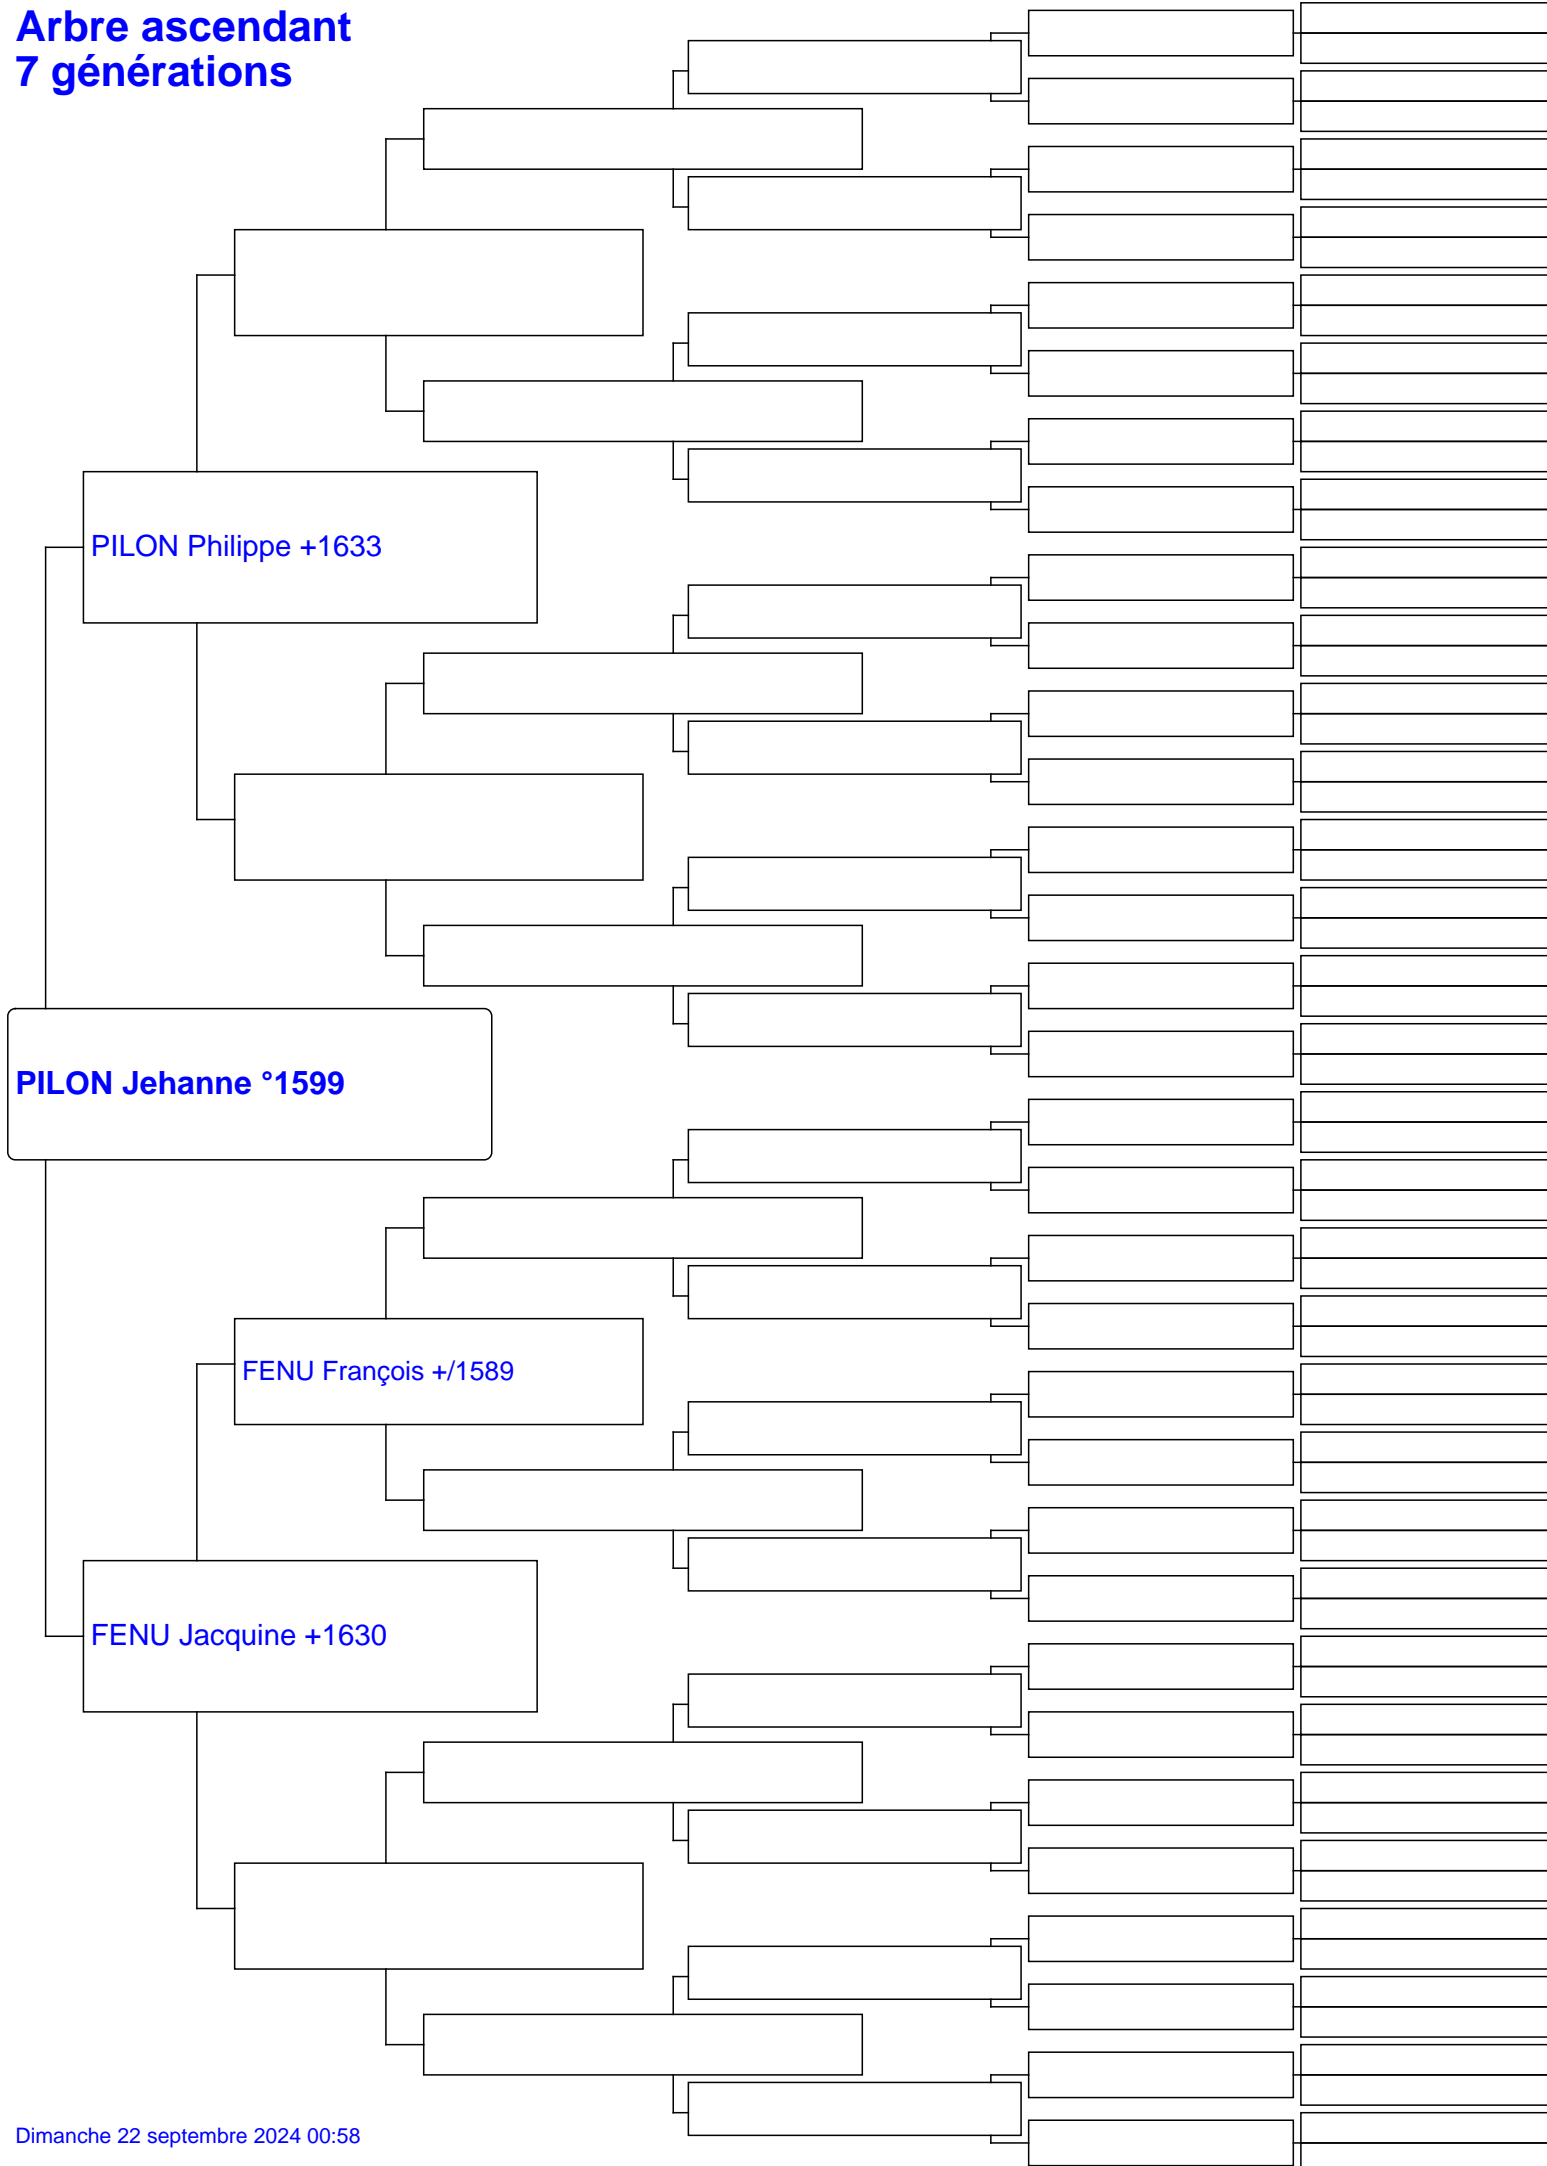 Arbre ascendant
7 générations
PILON Philippe +1633
PILON Jehanne °1599
FENU François +/1589
FENU Jacquine +1630
Dimanche 22 septembre 2024 00:58